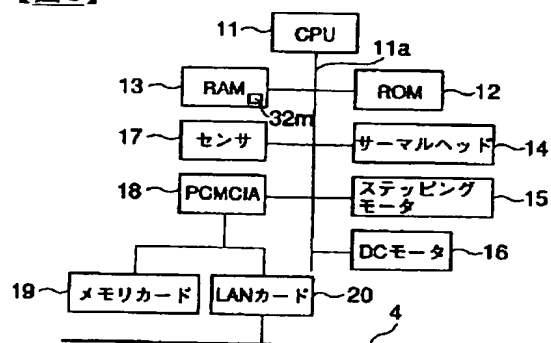 11
CPU
11a
13
RAM
ROM
12
32m
17
センサ
サーマルヘッド
14
18
PCMCIA
ステッピング
モータ
15
DCモータ
16
19
メモリカード
LANカード
20
4